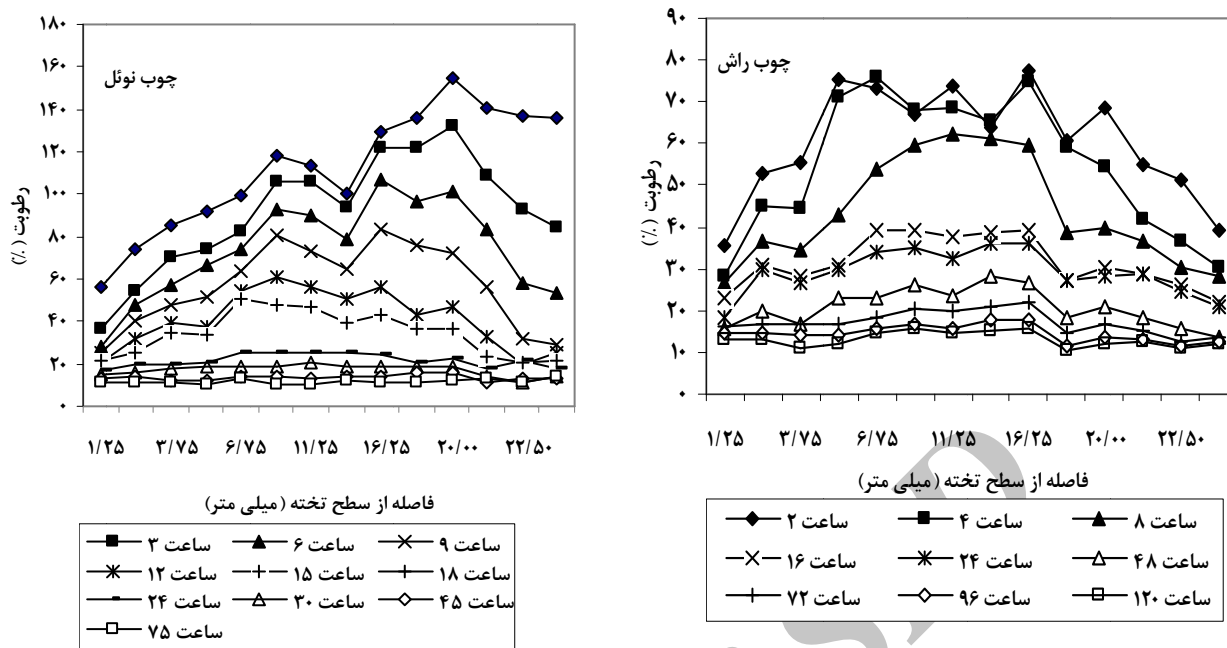 چوب نوئل
رطوبت (٪)
۱۸۰
۱۶۰
۱۴۰
۱۲۰
۱۰۰
۸۰
۶۰
۴۰
۲۰
۰
۱/۲۵ ۳/۷۵ ۶/۷۵ ۱۱/۲۵ ۱۶/۲۵ ۲۰/۰۰ ۲۲/۵۰
فاصله از سطح تخته (میلی متر)
۳ ساعت ۶ ساعت ۹ ساعت
۱۲ ساعت ۱۵ ساعت ۱۸ ساعت
۲۴ ساعت ۳۰ ساعت ۴۵ ساعت
۷۵ ساعت
چوب راش
رطوبت (٪)
۹۰
۸۰
۷۰
۶۰
۵۰
۴۰
۳۰
۲۰
۱۰
۰
۱/۲۵ ۳/۷۵ ۶/۷۵ ۱۱/۲۵ ۱۶/۲۵ ۲۰/۰۰ ۲۲/۵۰
فاصله از سطح تخته (میلی متر)
۲ ساعت ۴ ساعت ۸ ساعت
۱۶ ساعت ۲۴ ساعت ۴۸ ساعت
۷۲ ساعت ۹۶ ساعت ۱۲۰ ساعت